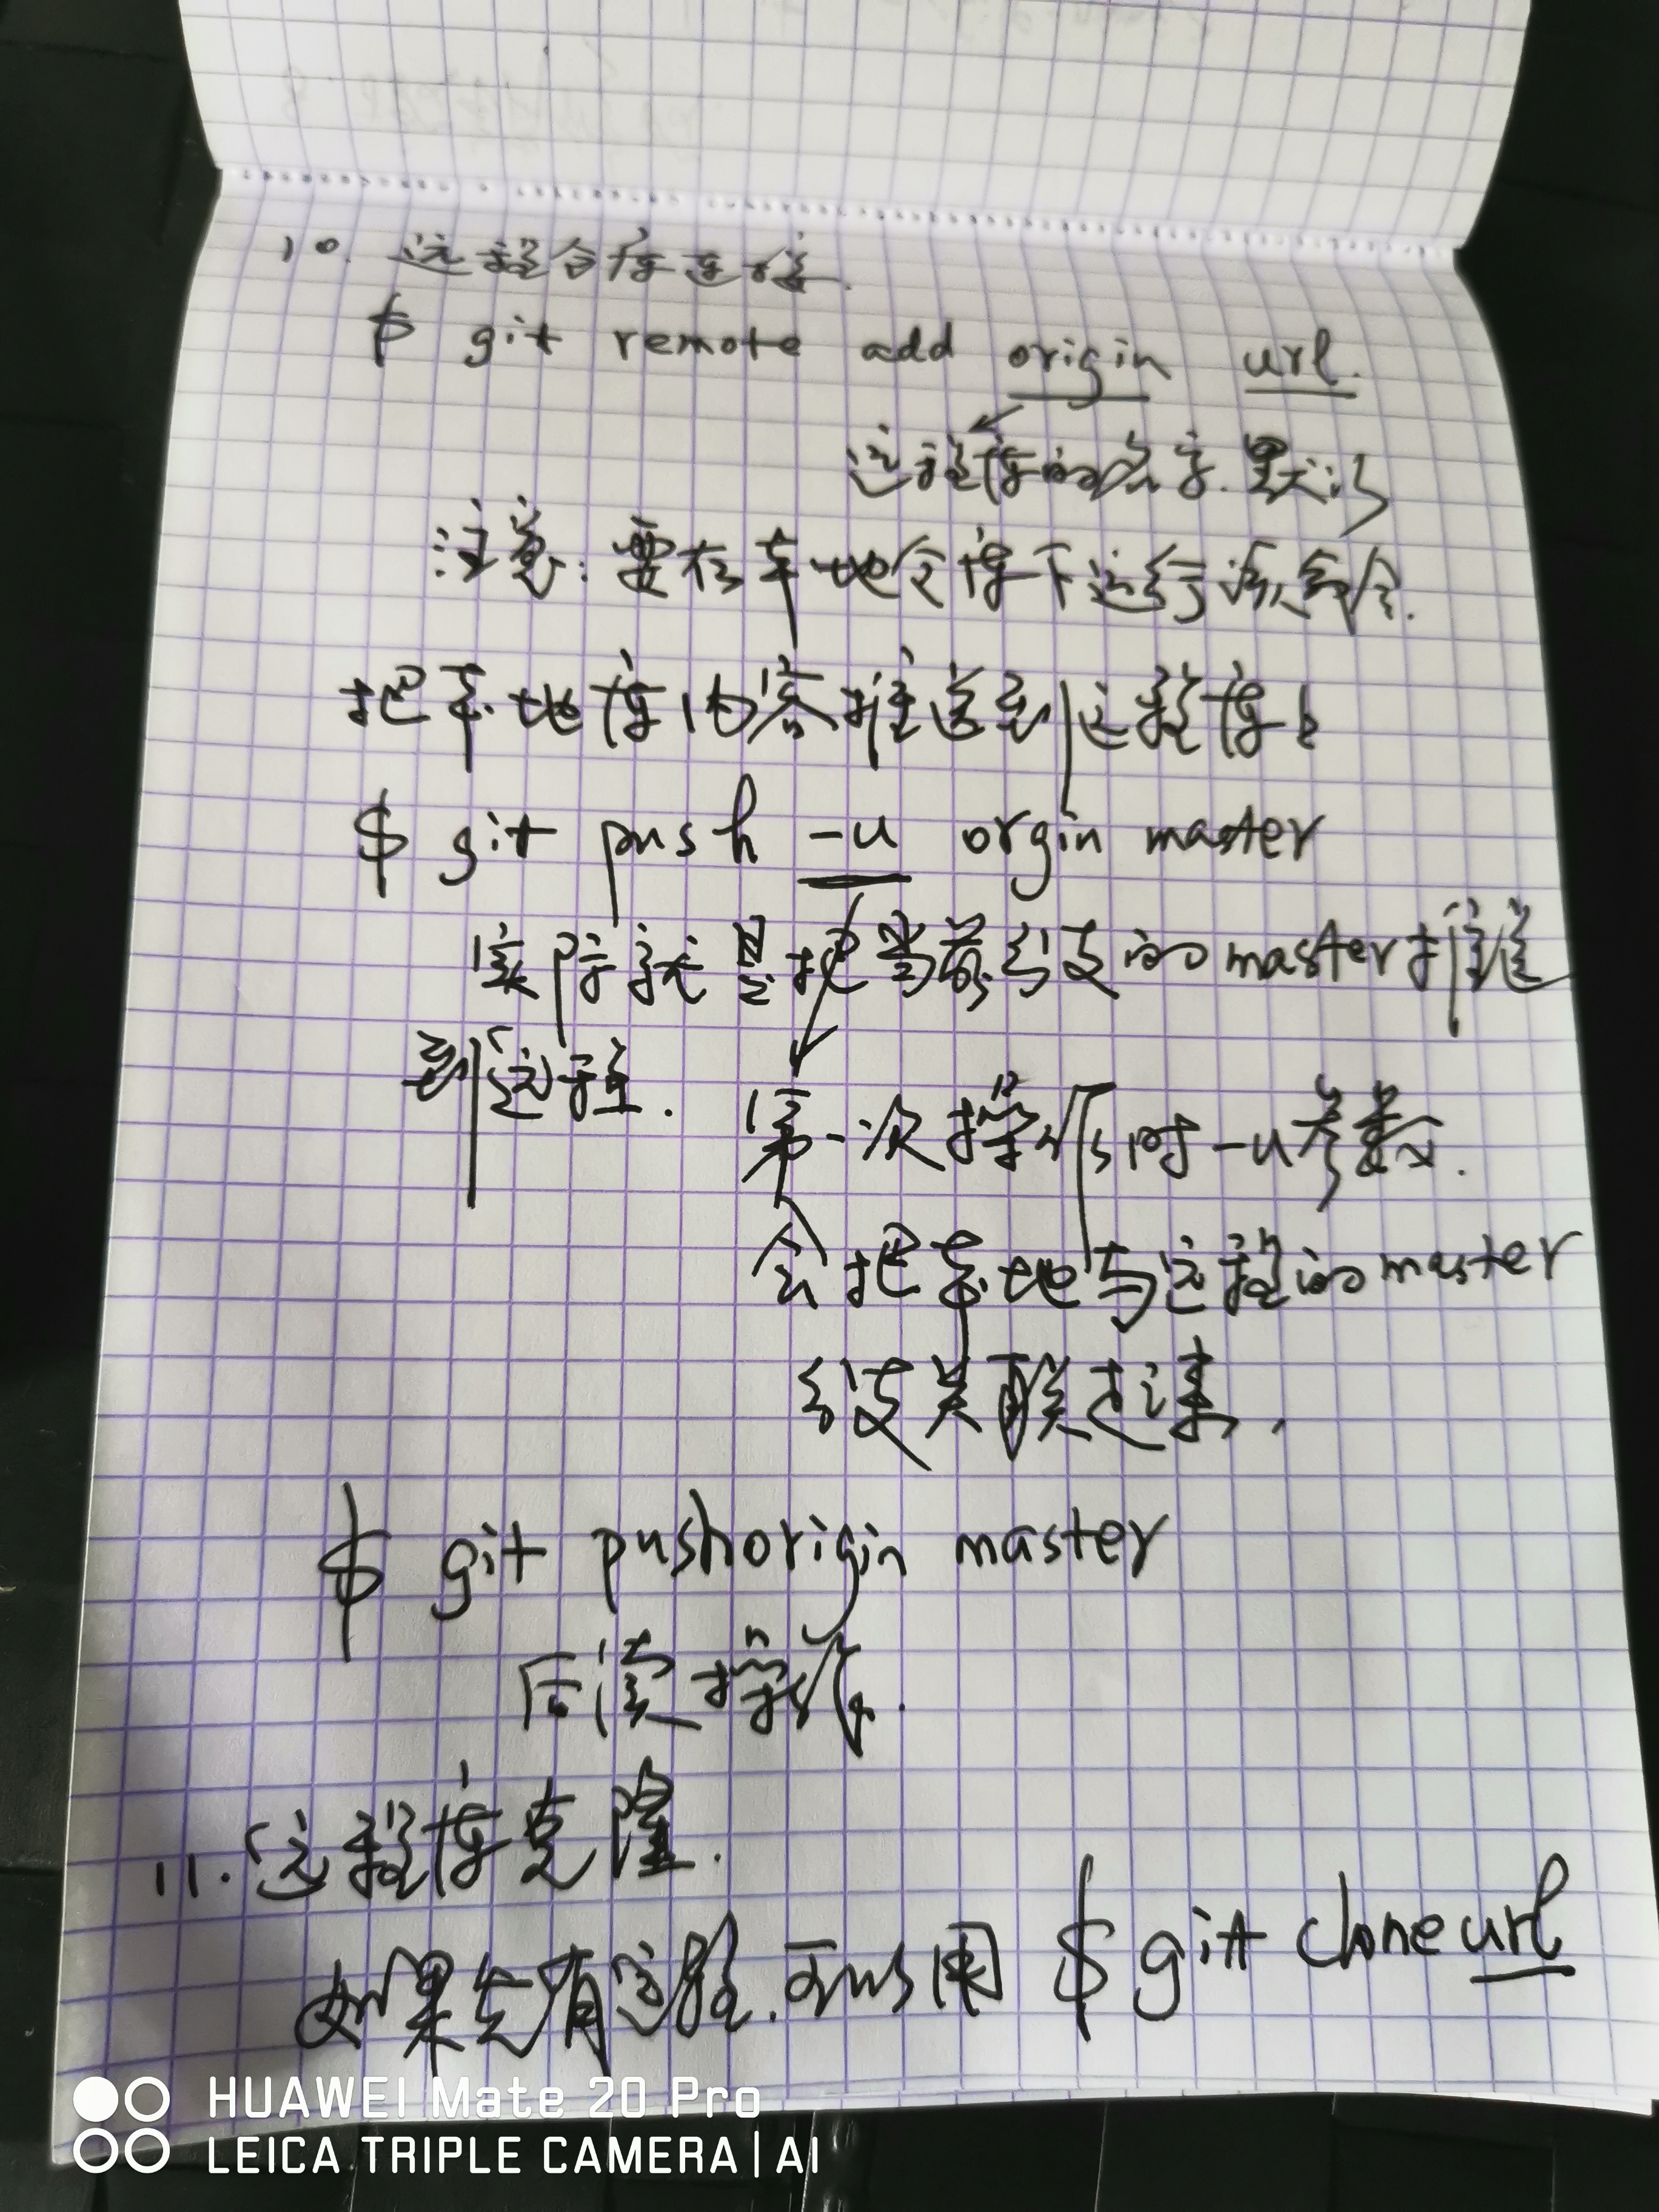 10. 远程仓库连接.
$ git remote add origin url.
远程库的名字.默认
注意:要在本地仓库下运行该命令.
把本地库内容推送到远程库上
$ git push -u orgin master
实际就是把当前分支的master推送
到远程.
第一次推送时-u参数.
会把本地与远程的master
分支关联起来,
$ git push origin master
后续操作.
11.远程库克隆.
如果先有远程.可以用 $ git clone url
HUAWEI Mate 20 Pro
LEICA TRIPLE CAMERA | AI